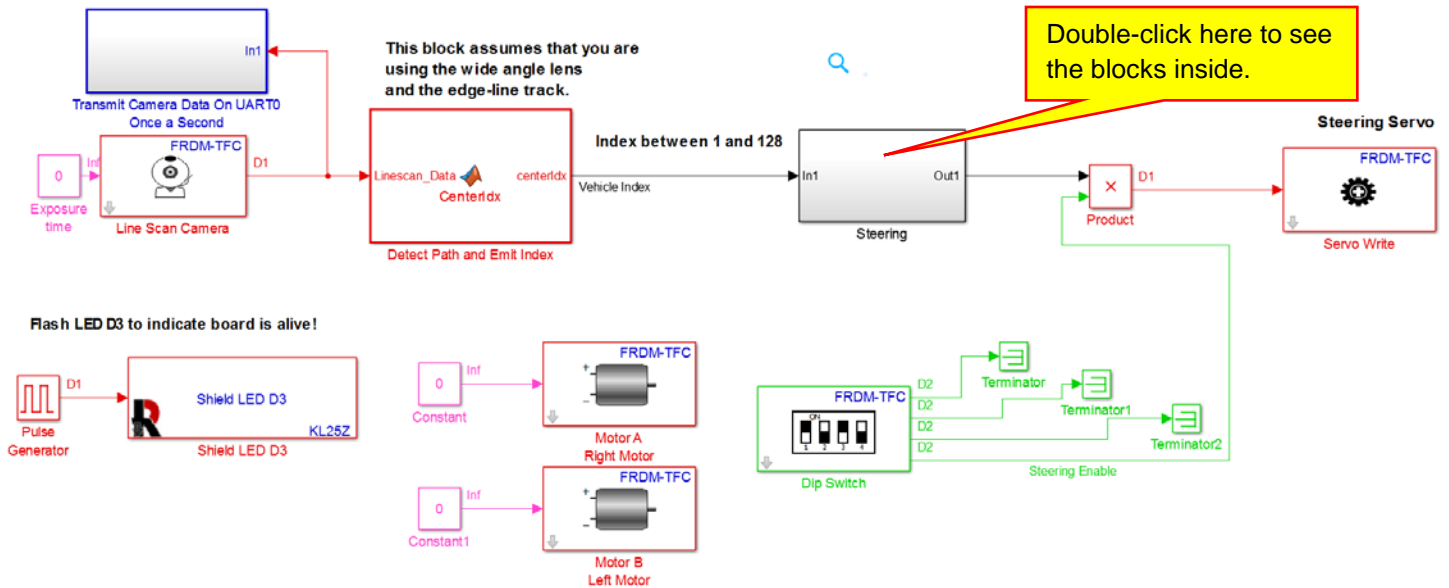 Double-click here to see
the blocks inside.
In1
This block assumes that you are
using the wide angle lens
and the edge-line track.
Transmit Camera Data On UART0
Once a Second
FRDM-TFC
0
Inf
D1
Exposure
time
Line Scan Camera
Linescan_Data
centerIdx
CenterIdx
Detect Path and Emit Index
Index between 1 and 128
Vehicle Index
In1
Out1
Steering
×
D1
Product
Steering Servo
FRDM-TFC
Servo Write
Flash LED D3 to indicate board is alive!
D1
Pulse
Generator
Shield LED D3
KL25Z
Shield LED D3
0
Inf
Constant
FRDM-TFC
+
-
Motor A
Right Motor
0
Inf
Constant1
FRDM-TFC
+
-
Motor B
Left Motor
FRDM-TFC
ON
1 2 3 4
Dip Switch
D2
D2
D2
D2
Terminator
Terminator1
Terminator2
Steering Enable